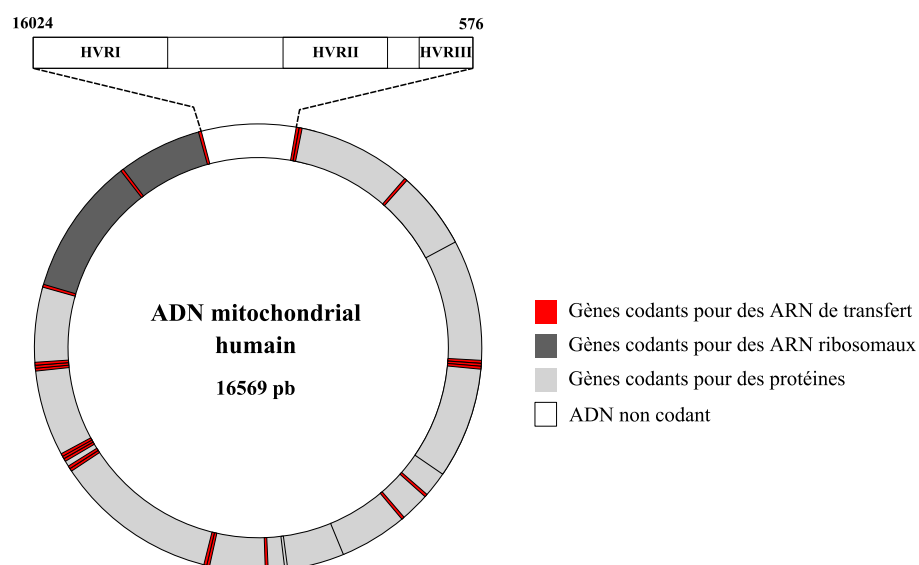 16024 576
HVRI HVRII HVRIII
ADN mitochondrial
humain
16569 pb
Gènes codants pour des ARN de transfert
Gènes codants pour des ARN ribosomaux
Gènes codants pour des protéines
ADN non codant